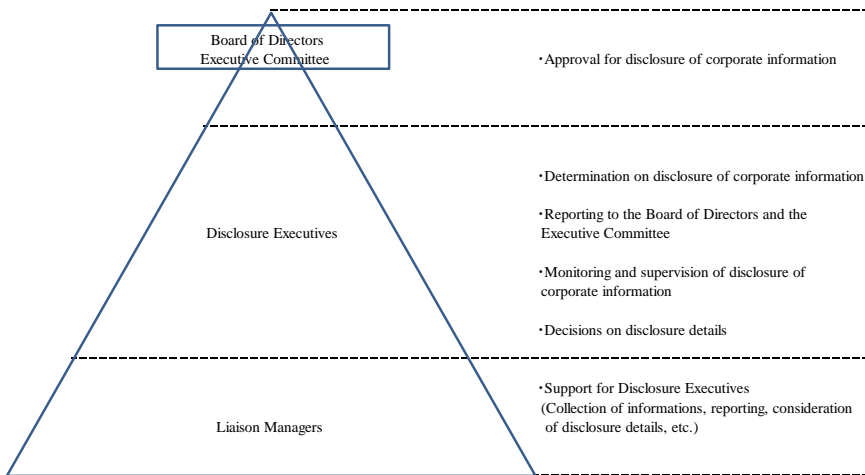 Board of Directors
Executive Committee
・Approval for disclosure of corporate information
Disclosure Executives
・Determination on disclosure of corporate information
・Reporting to the Board of Directors and the
Executive Committee
・Monitoring and supervision of disclosure of
corporate information
・Decisions on disclosure details
Liaison Managers
・Support for Disclosure Executives
(Collection of informations, reporting, consideration
of disclosure details, etc.)